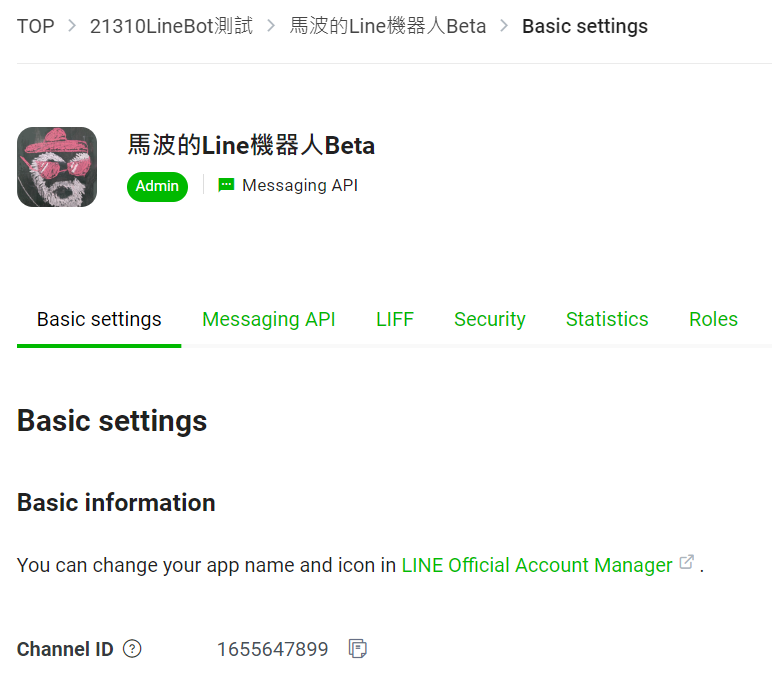 TOP > 21310LineBot測試 > 馬波的Line機器人Beta > Basic settings
馬波的Line機器人Beta
Admin Messaging API
Basic settings Messaging API LIFF Security Statistics Roles
Basic settings
Basic information
You can change your app name and icon in LINE Official Account Manager .
Channel ID ? 1655647899